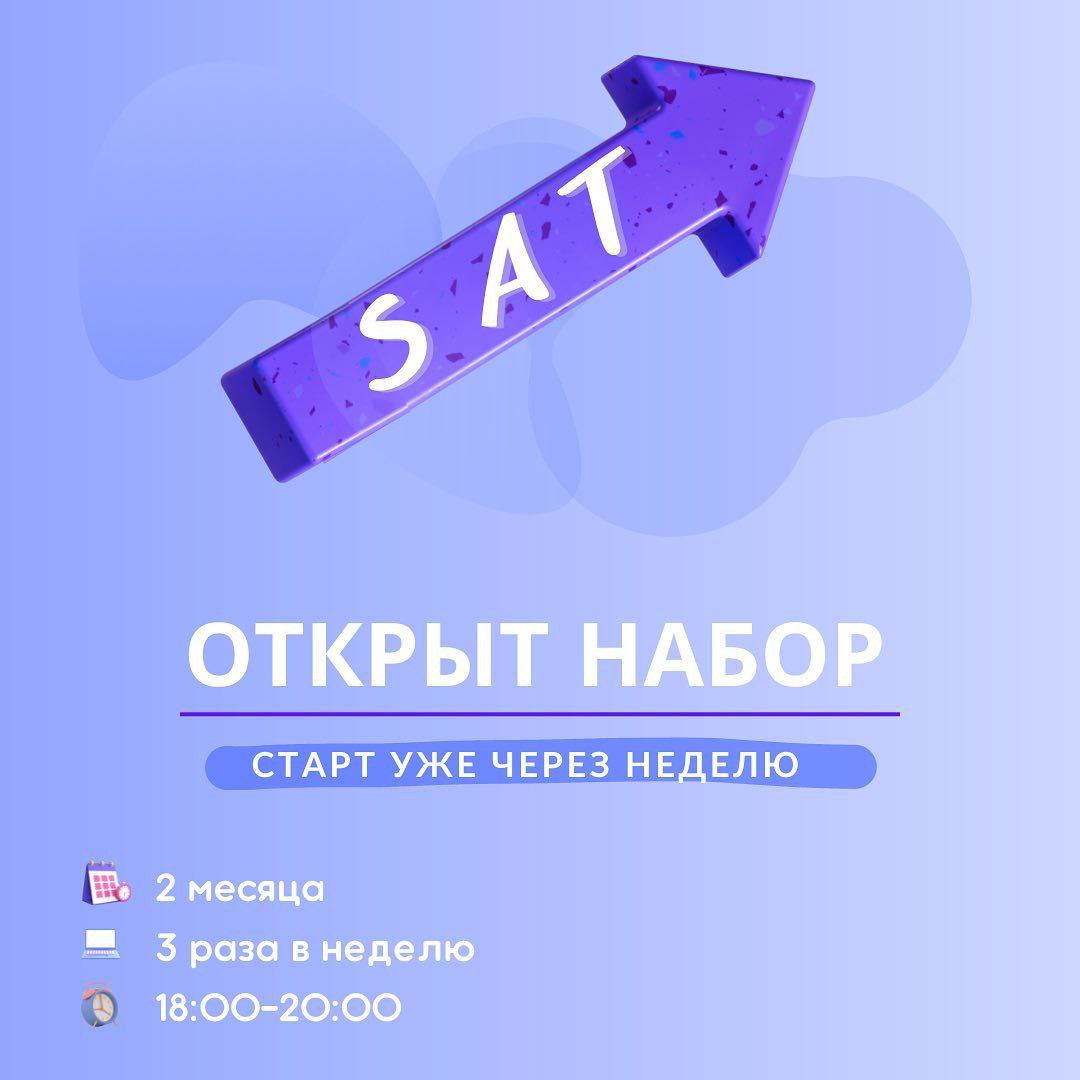 SAT
ОТКРЫТ НАБОР
СТАРТ УЖЕ ЧЕРЕЗ НЕДЕЛЮ
2 месяца
3 раза в неделю
18:00-20:00